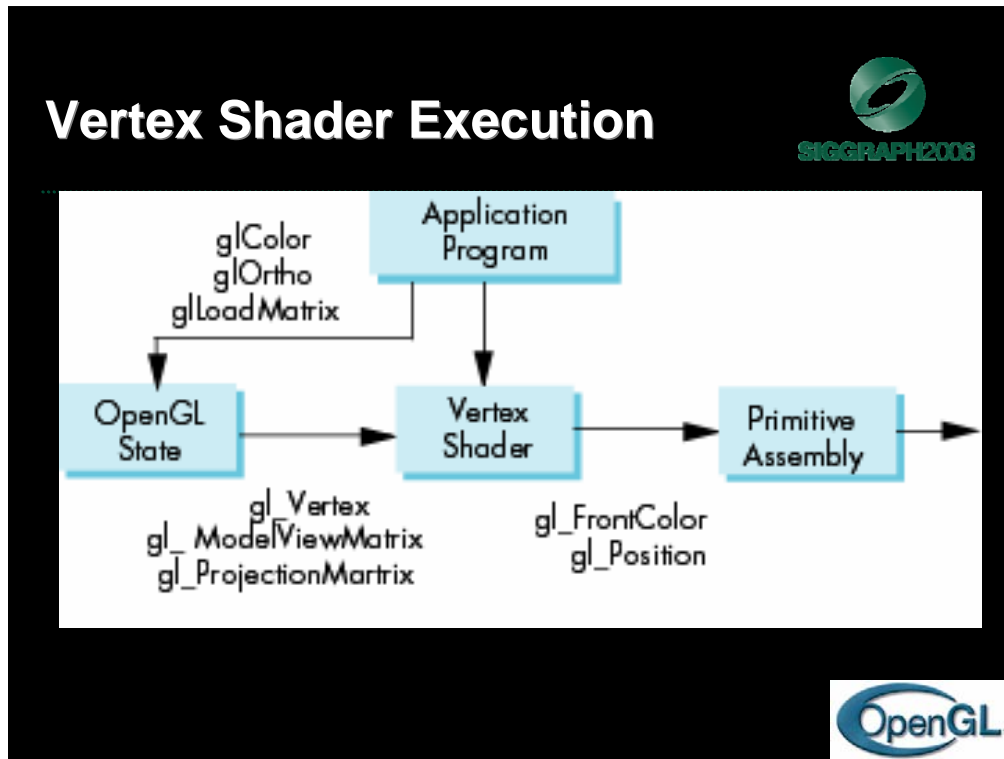 Vertex Shader Execution
SIGGRAPH2006
Application
Program
glColor
glOrtho
glLoadMatrix
OpenGL
State
Vertex
Shader
Primitive
Assembly
gl_Vertex
gl_ ModelViewMatrix
gl_ProjectionMartrix
gl_FrontColor
gl_Position
OpenGL